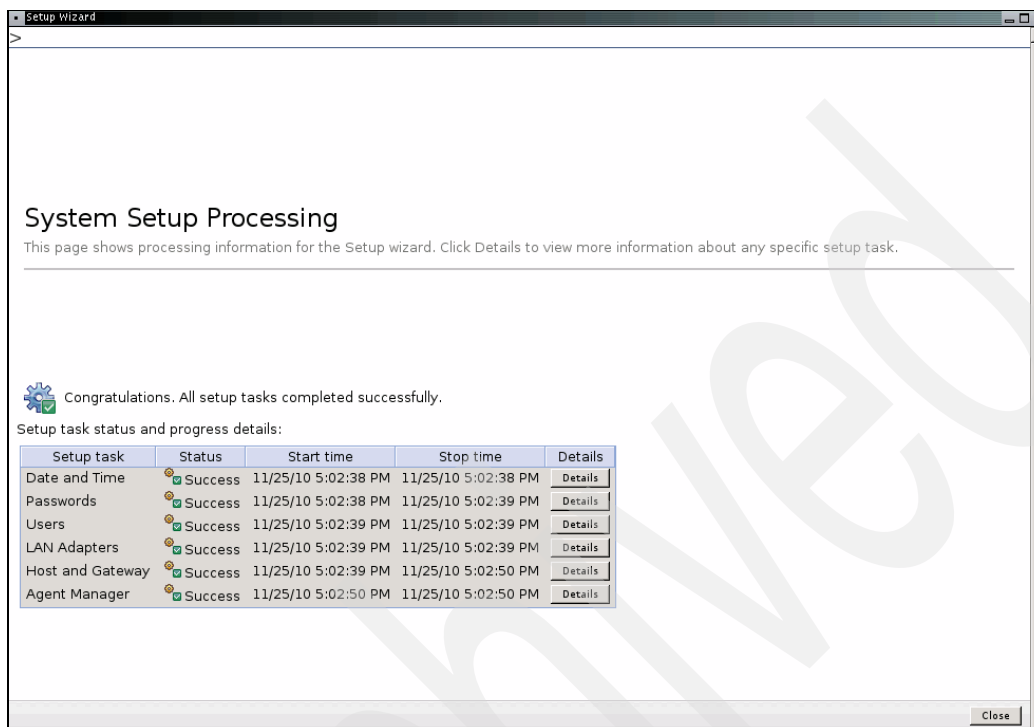 Setup Wizard
>
System Setup Processing
This page shows processing information for the Setup wizard. Click Details to view more information about any specific setup task.
Congratulations. All setup tasks completed successfully.
Setup task status and progress details:
Setup task Status Start time Stop time Details
Date and Time Success 11/25/10 5:02:38 PM 11/25/10 5:02:38 PM Details
Passwords Success 11/25/10 5:02:38 PM 11/25/10 5:02:39 PM Details
Users Success 11/25/10 5:02:39 PM 11/25/10 5:02:39 PM Details
LAN Adapters Success 11/25/10 5:02:39 PM 11/25/10 5:02:39 PM Details
Host and Gateway Success 11/25/10 5:02:39 PM 11/25/10 5:02:50 PM Details
Agent Manager Success 11/25/10 5:02:50 PM 11/25/10 5:02:50 PM Details
Close